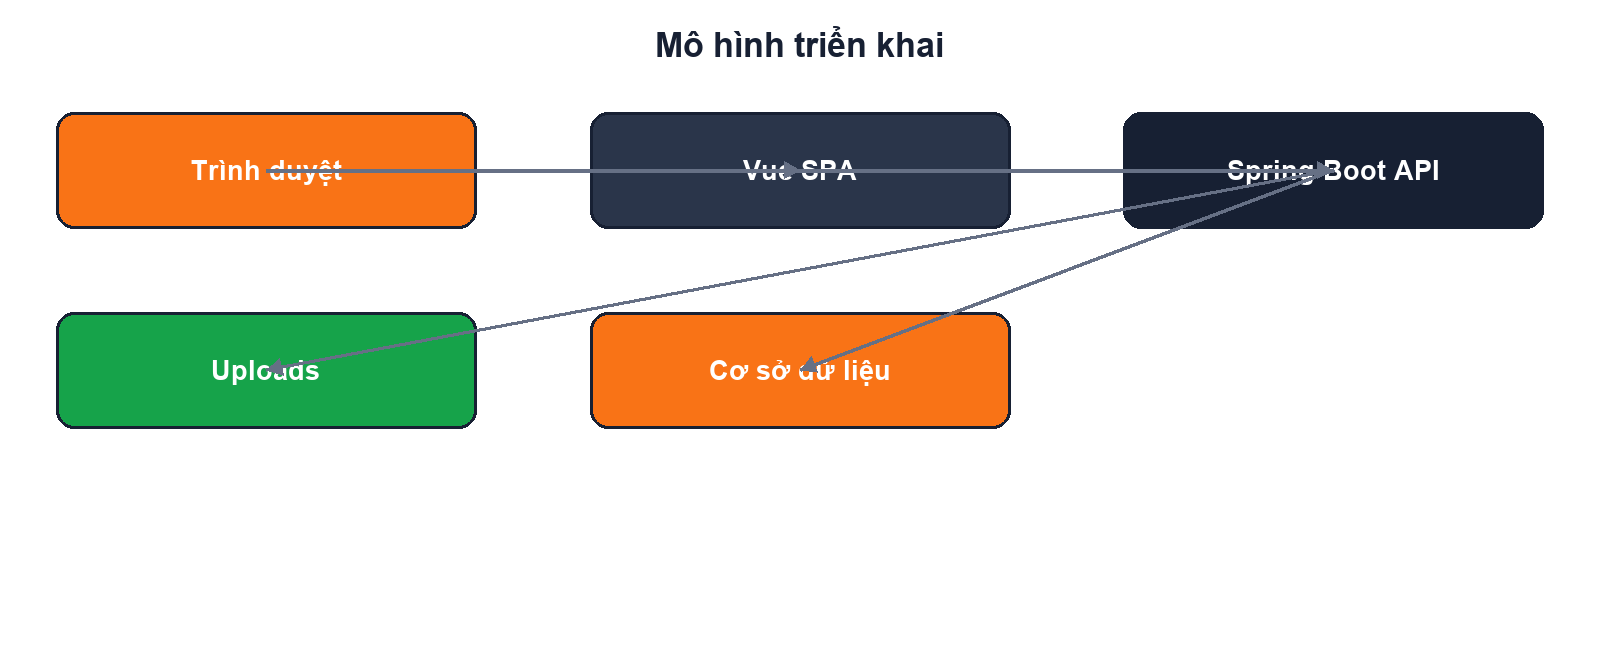 Mô hình triển khai
Trình duyệt
Vue SPA
Spring Boot API
Uploads
Cơ sở dữ liệu